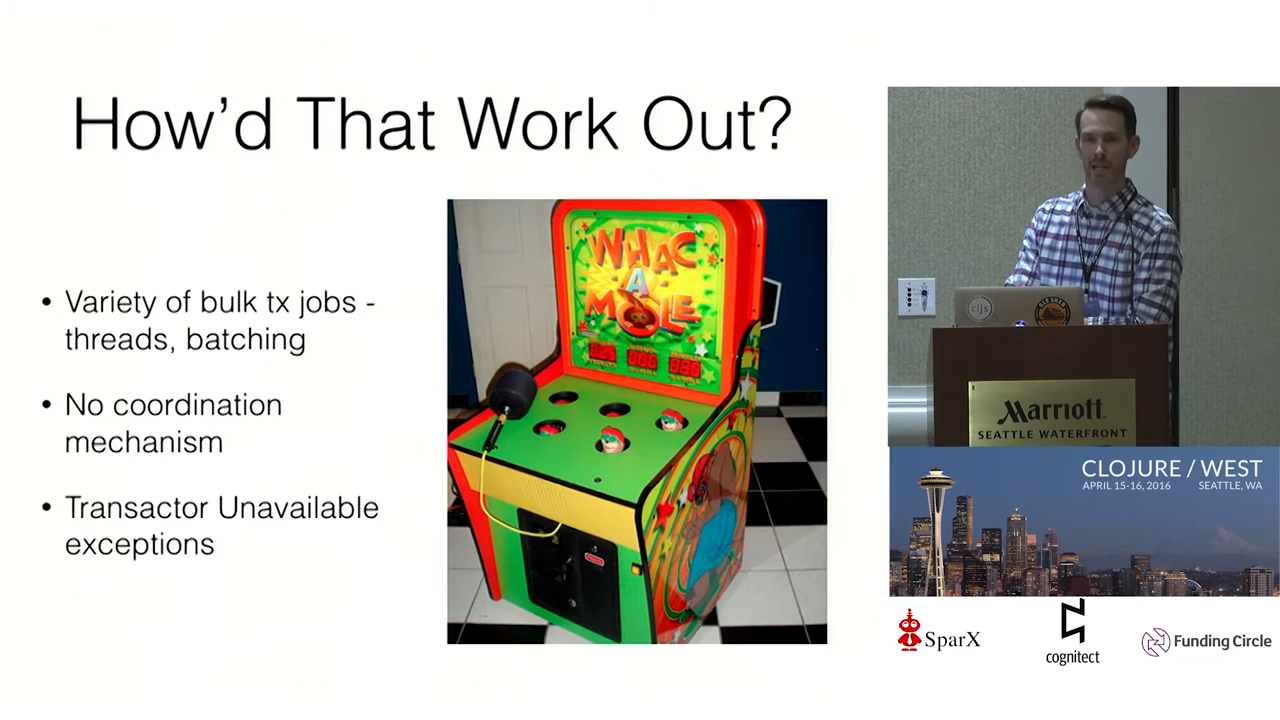 How'd That Work Out?
• Variety of bulk tx jobs -
threads, batching
• No coordination
mechanism
• Transactor Unavailable
exceptions
WHAC
A
MOLE
cljs
Marriott
SEATTLE WATERFRONT
CLOJURE / WEST
APRIL 15-16, 2016 SEATTLE, WA
SparX
cognitect
Funding Circle